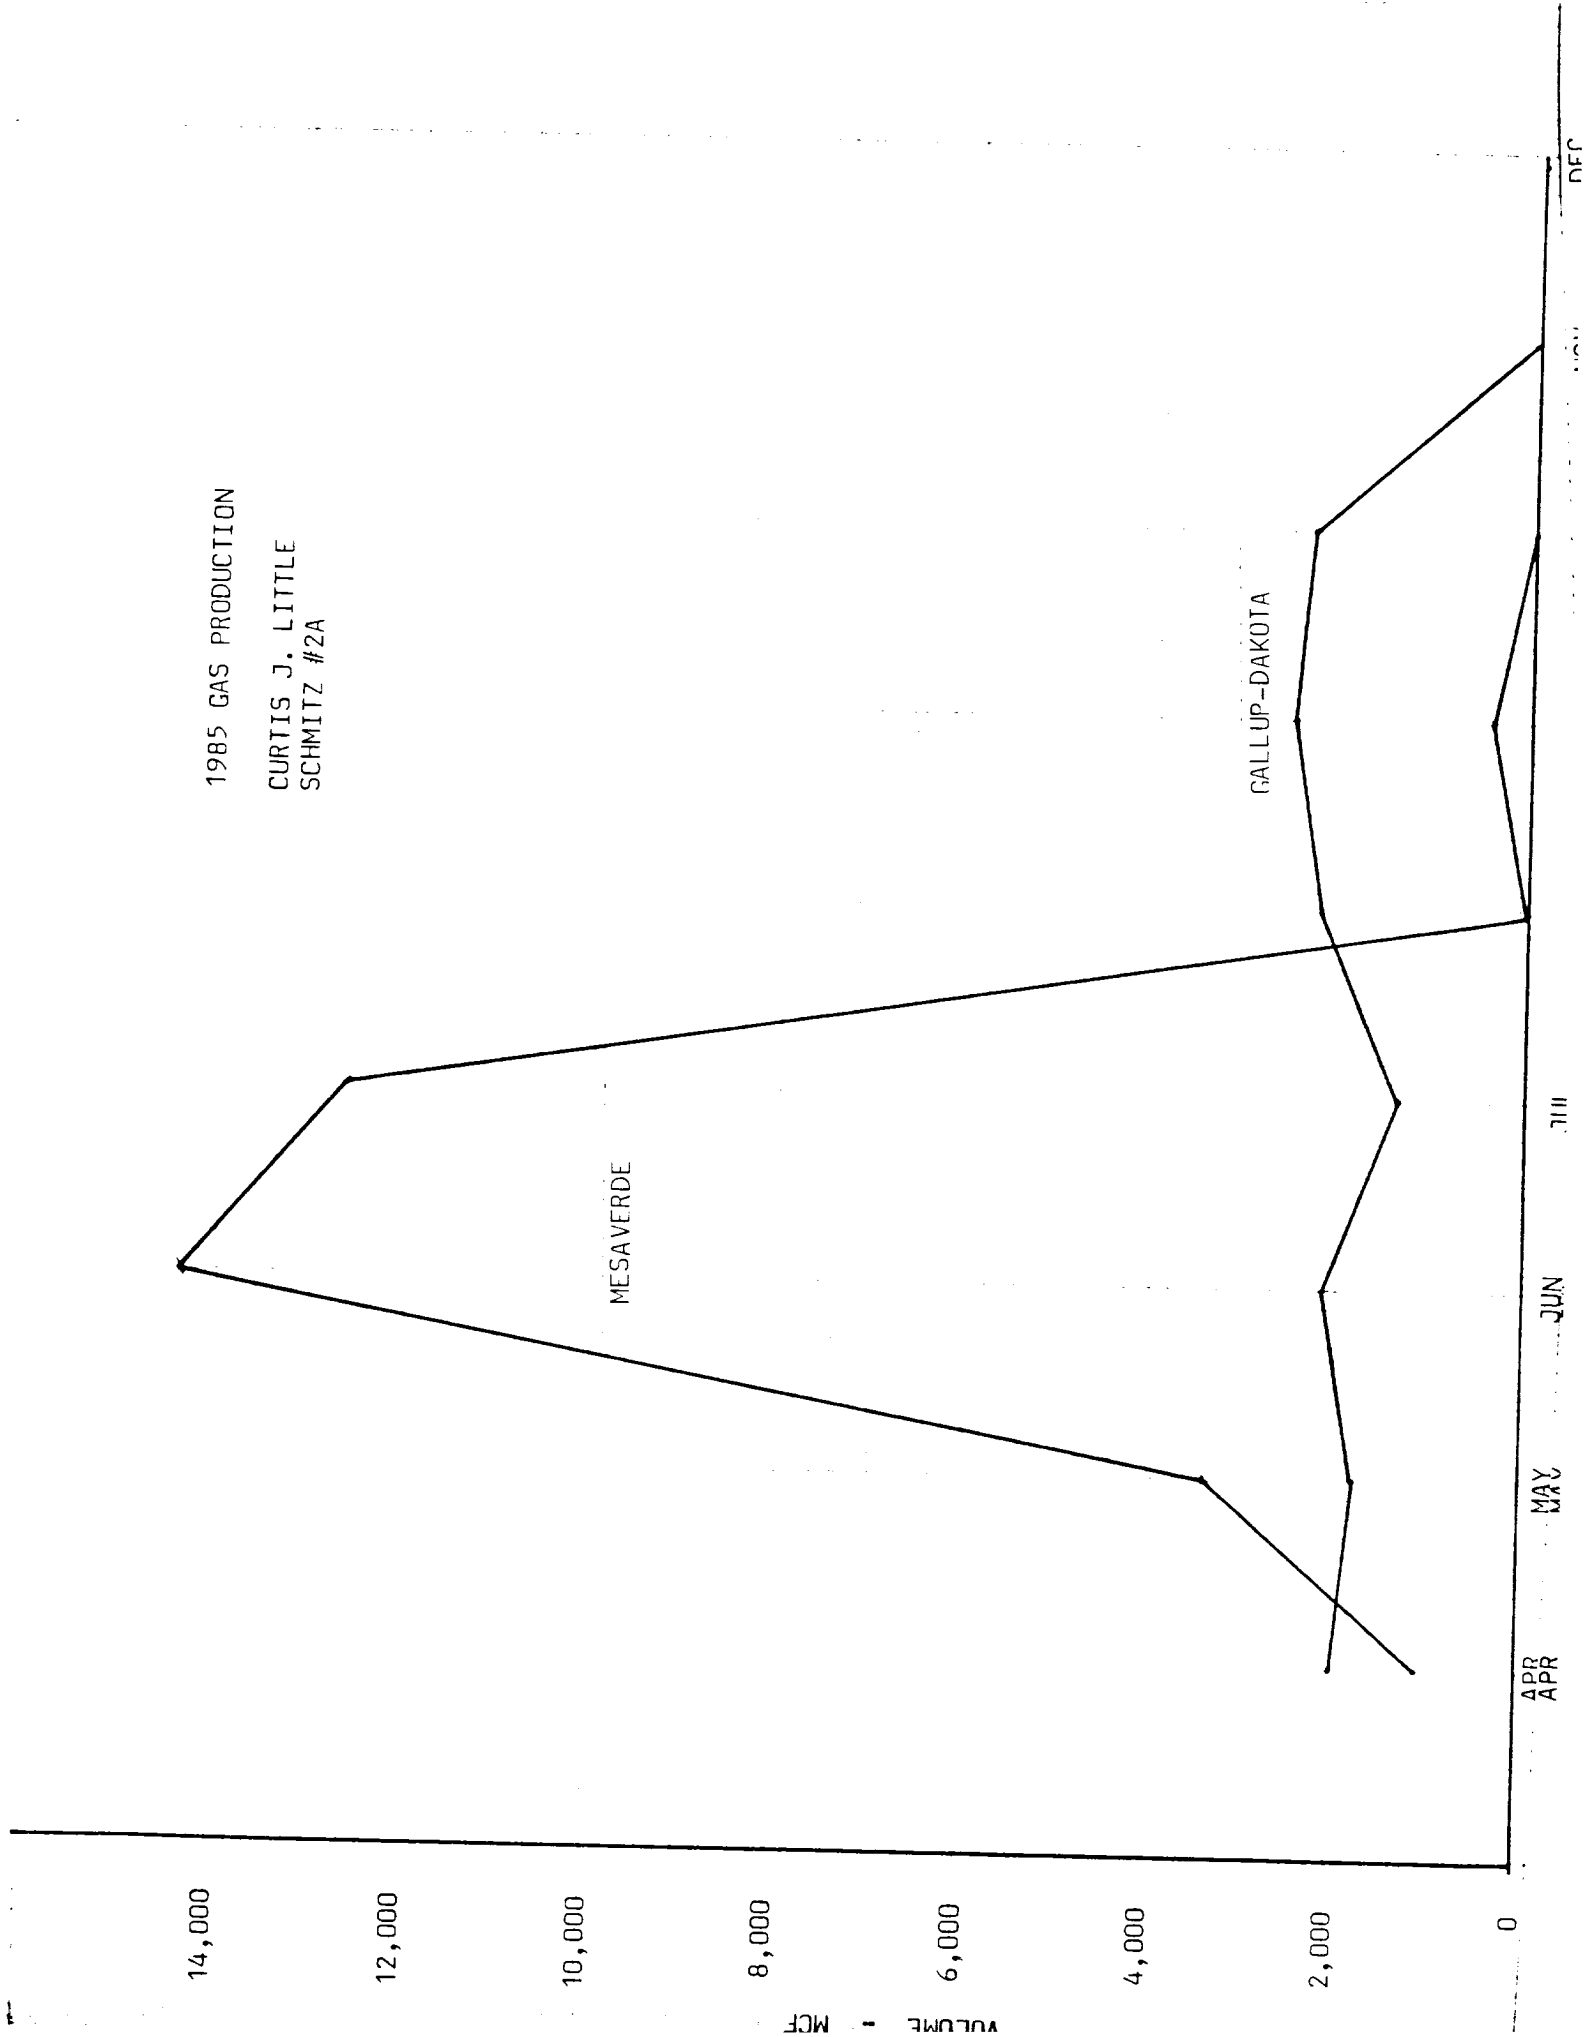 1985 GAS PRODUCTION
CURTIS J. LITTLE
SCHMITZ #2A
MESAVERDE
GALLUP-DAKOTA
VOLUME - MCF
14,000
12,000
10,000
8,000
6,000
4,000
2,000
0
APR
APR
MAY
JUN
JUL
NOV
DEC